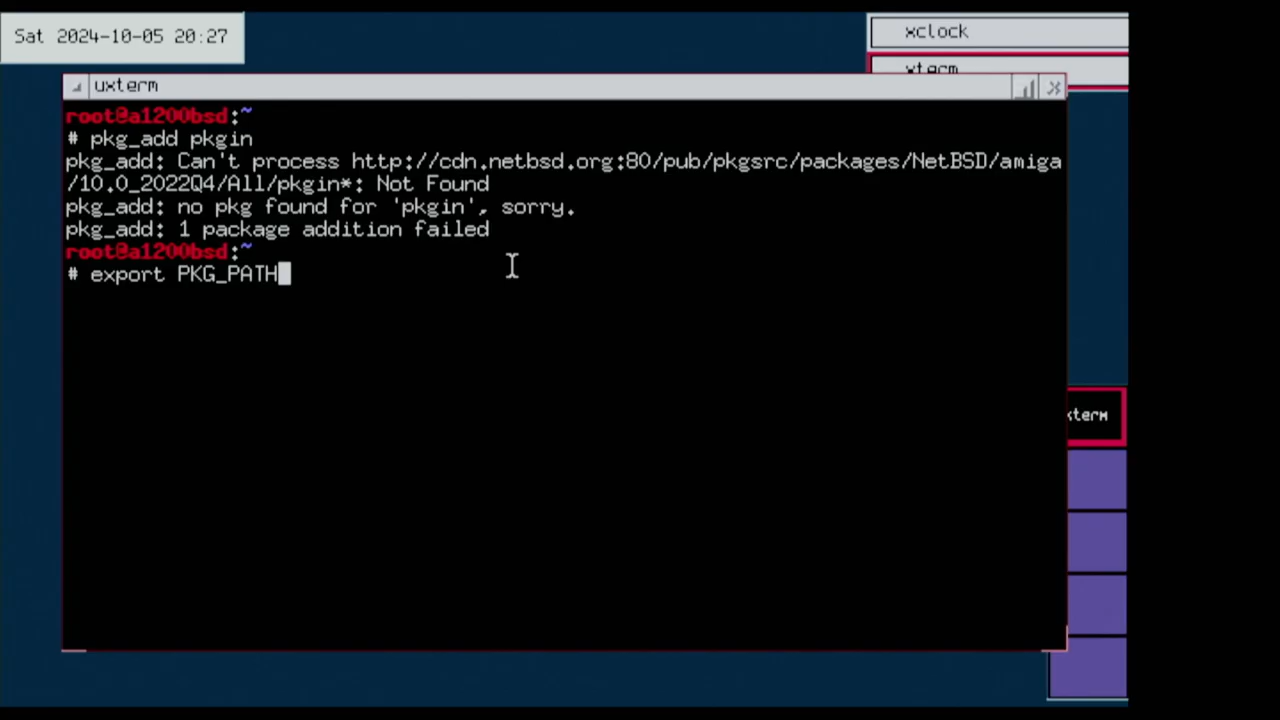 Sat 2024-10-05 20:27
xclock
xterm
uxterm
root@a1200bsd:~
# pkg_add pkgin
pkg_add: Can't process http://cdn.netbsd.org:80/pub/pkgsrc/packages/NetBSD/amiga
/10.0_2022Q4/All/pkgin*: Not Found
pkg_add: no pkg found for 'pkgin', sorry.
pkg_add: 1 package addition failed
root@a1200bsd:~
# export PKG_PATH
xterm